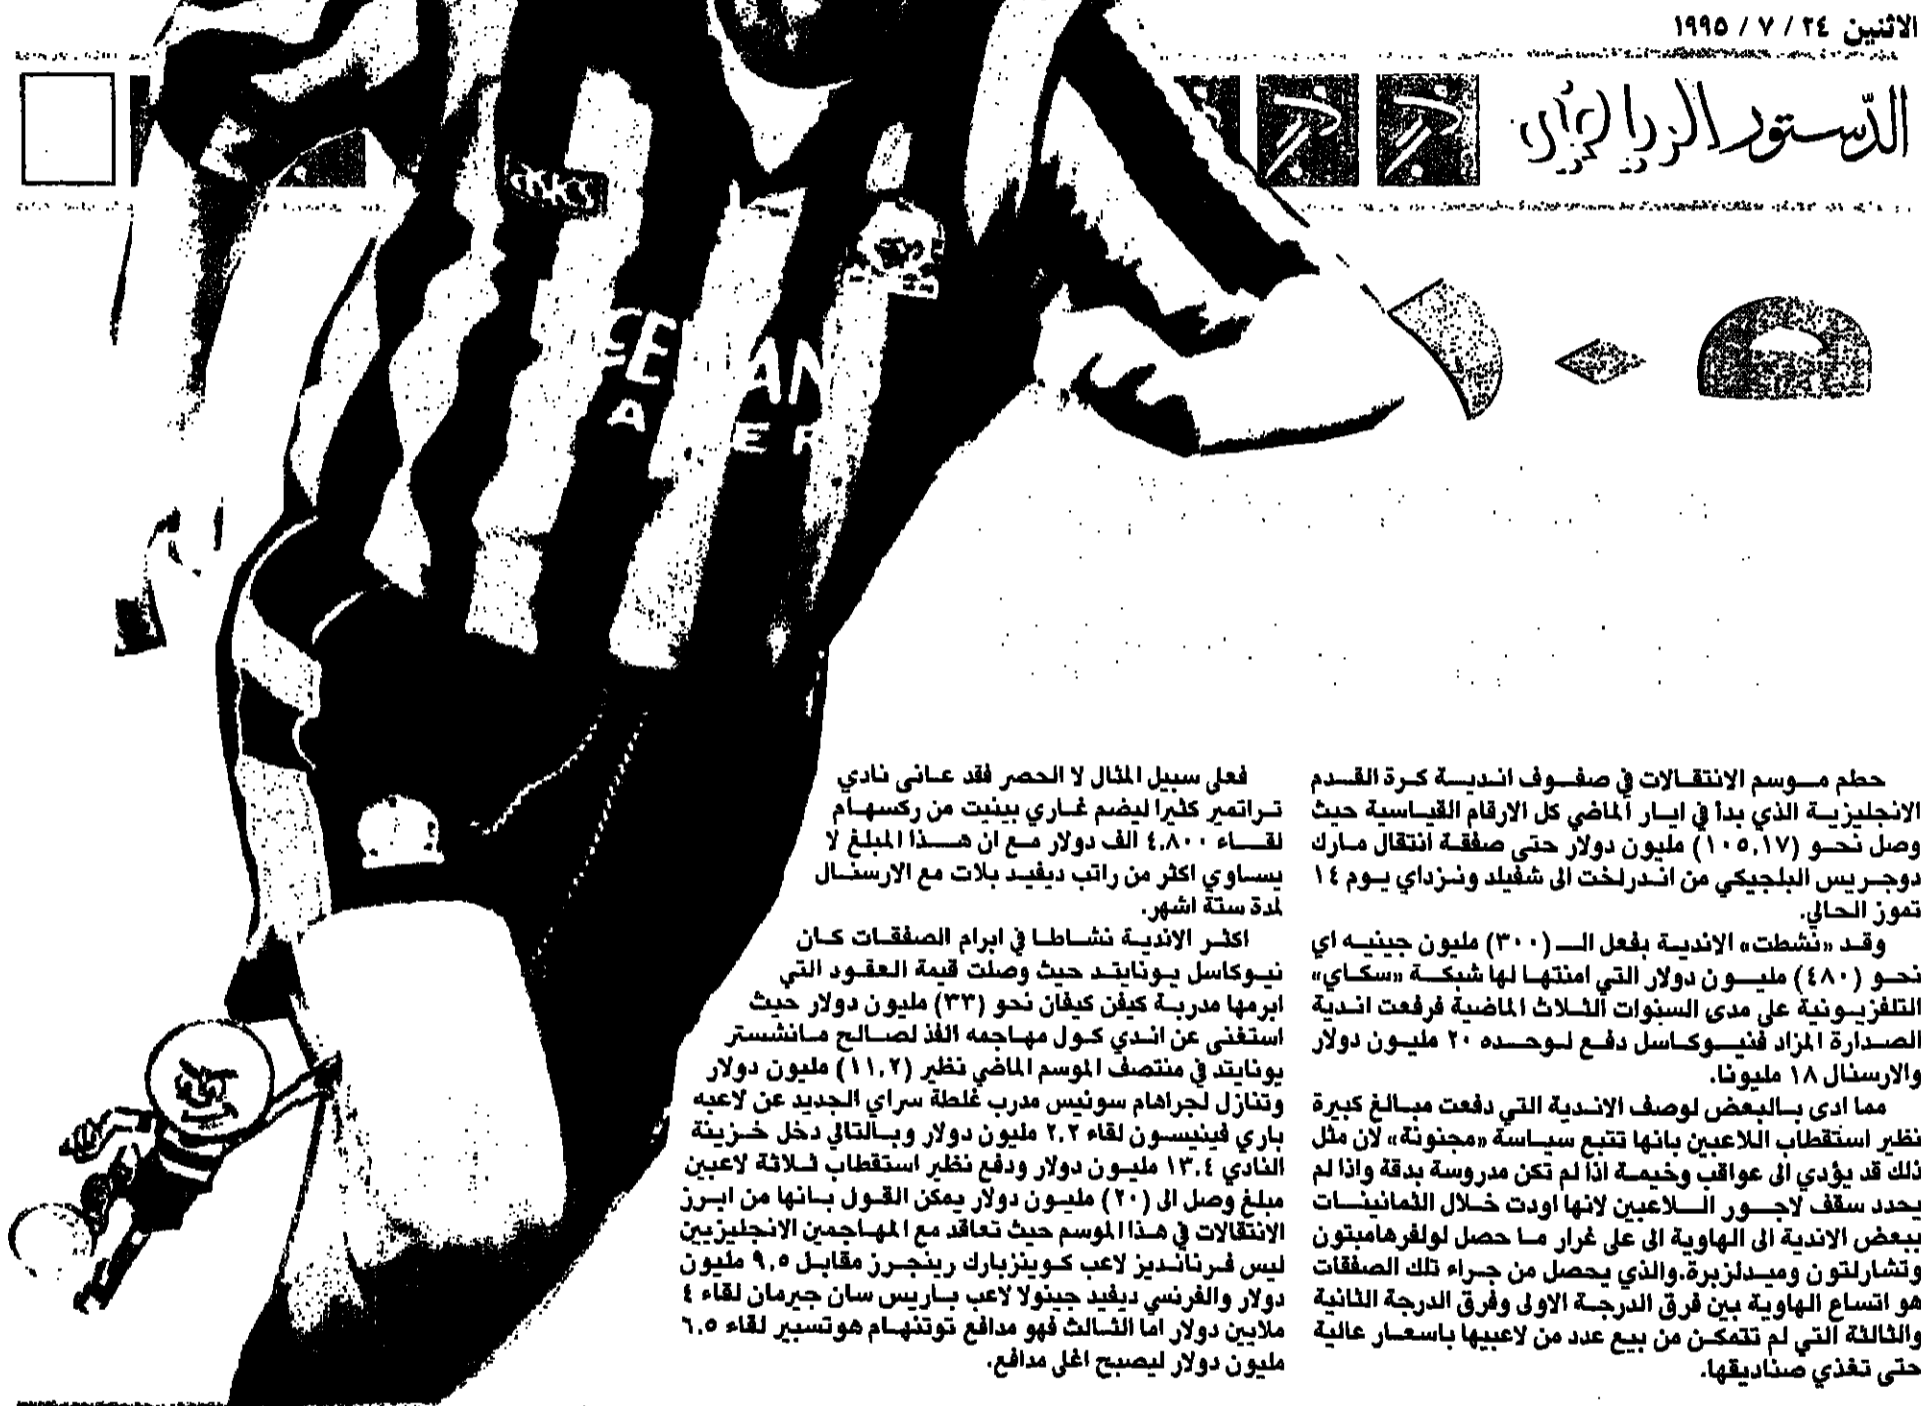 الاثنين ٢٤ / ٧ / ١٩٩٥
الدستور الرياضي
CE AN
A ER
حطم موسم الانتقالات في صفوف اندية كرة القدم
الانجليزية الذي بدأ في ايار الماضي كل الارقام القياسية حيث
وصل نحو (١٠٥,١٧) مليون دولار حتى صفقة انتقال مارك
دوجريس البلجيكي من اندرلخت الى شفيلد ونزداي يوم ١٤
تموز الحالي.
وقد «نشطت» الاندية بفعل الـ (٣٠٠) مليون جينيه اي
نحو (٤٨٠) مليون دولار التي امنتها لها شبكة «سكاي»
التلفزيونية على مدى السنوات الثلاث الماضية فرفعت اندية
الصدارة المزاد فنيوكاسل دفع لوحده ٢٠ مليون دولار
والارسنال ١٨ مليونا.
مما ادى بالبعض لوصف الاندية التي دفعت مبالغ كبيرة
نظير استقطاب اللاعبين بانها تتبع سياسة «مجنونة» لان مثل
ذلك قد يؤدي الى عواقب وخيمة اذا لم تكن مدروسة بدقة واذا لم
يحدد سقف لاجور اللاعبين لانها اودت خلال الثمانينات
ببعض الاندية الى الهاوية الى على غرار ما حصل لولفرهامبتون
وتشارلتون وميدلزبرة.والذي يحصل من جراء تلك الصفقات
هو اتساع الهاوية بين فرق الدرجة الاولى وفرق الدرجة الثانية
والثالثة التي لم تتمكن من بيع عدد من لاعبيها باسعار عالية
حتى تغذي صناديقها.
فعلى سبيل المثال لا الحصر فقد عانى نادي
تراتمير كثيرا ليضم غاري بينيت من ركسهام
لقاء ٤,٨٠٠ الف دولار مع ان هذا المبلغ لا
يساوي اكثر من راتب ديفيد بلات مع الارسنال
لمدة ستة اشهر.
اكثر الاندية نشاطا في ابرام الصفقات كان
نيوكاسل يونايتد حيث وصلت قيمة العقود التي
ابرمها مدربة كيفن كيفان نحو (٣٣) مليون دولار حيث
استغنى عن اندي كول مهاجمه الفذ لصالح مانشستر
يونايتد في منتصف الموسم الماضي نظير (١١,٢) مليون دولار
وتنازل لجراهام سونيس مدرب غلطة سراي الجديد عن لاعبه
باري فينيسون لقاء ٢,٢ مليون دولار وبالتالي دخل خزينة
النادي ١٣,٤ مليون دولار ودفع نظير استقطاب ثلاثة لاعبين
مبلغ وصل الى (٢٠) مليون دولار يمكن القول بانها من ابرز
الانتقالات في هذا الموسم حيث تعاقد مع المهاجمين الانجليزيين
ليس فرنانديز لاعب كوينزبارك رينجرز مقابل ٩,٥ مليون
دولار والفرنسي ديفيد جينولا لاعب باريس سان جيرمان لقاء ٤
ملايين دولار اما الثالث فهو مدافع توتنهام هوتسبير لقاء ٦,٥
مليون دولار ليصبح اغلى مدافع.